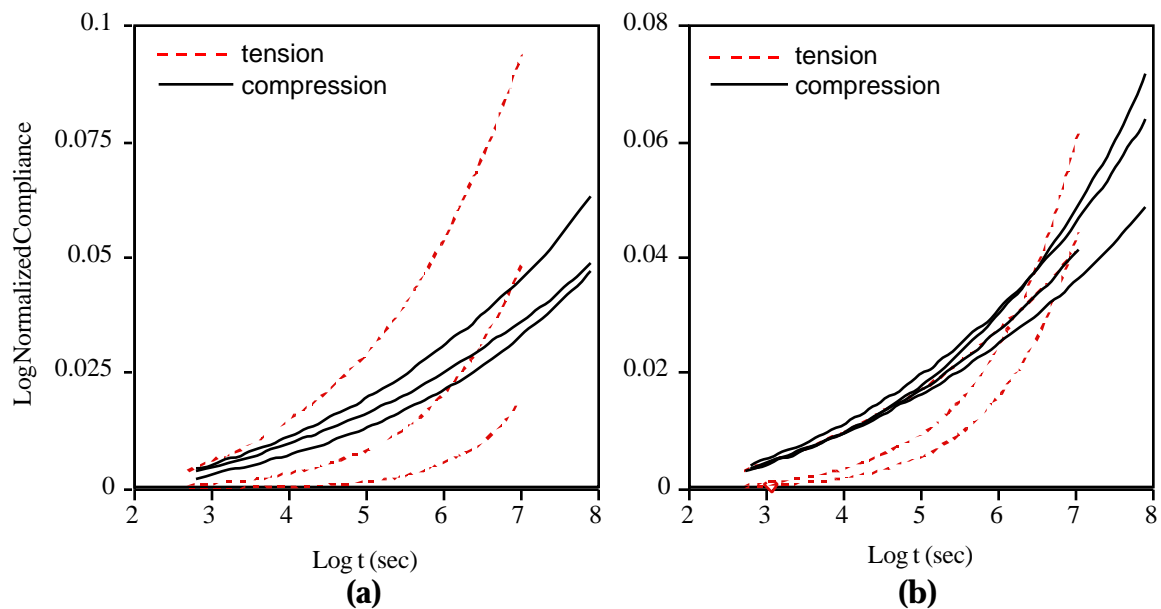 LogNormalizedCompliance
0.1
0.075
0.05
0.025
0
tension
compression
2 3 4 5 6 7 8
Log t (sec)
(a)
0.08
0.06
0.04
0.02
0
tension
compression
2 3 4 5 6 7 8
Log t (sec)
(b)